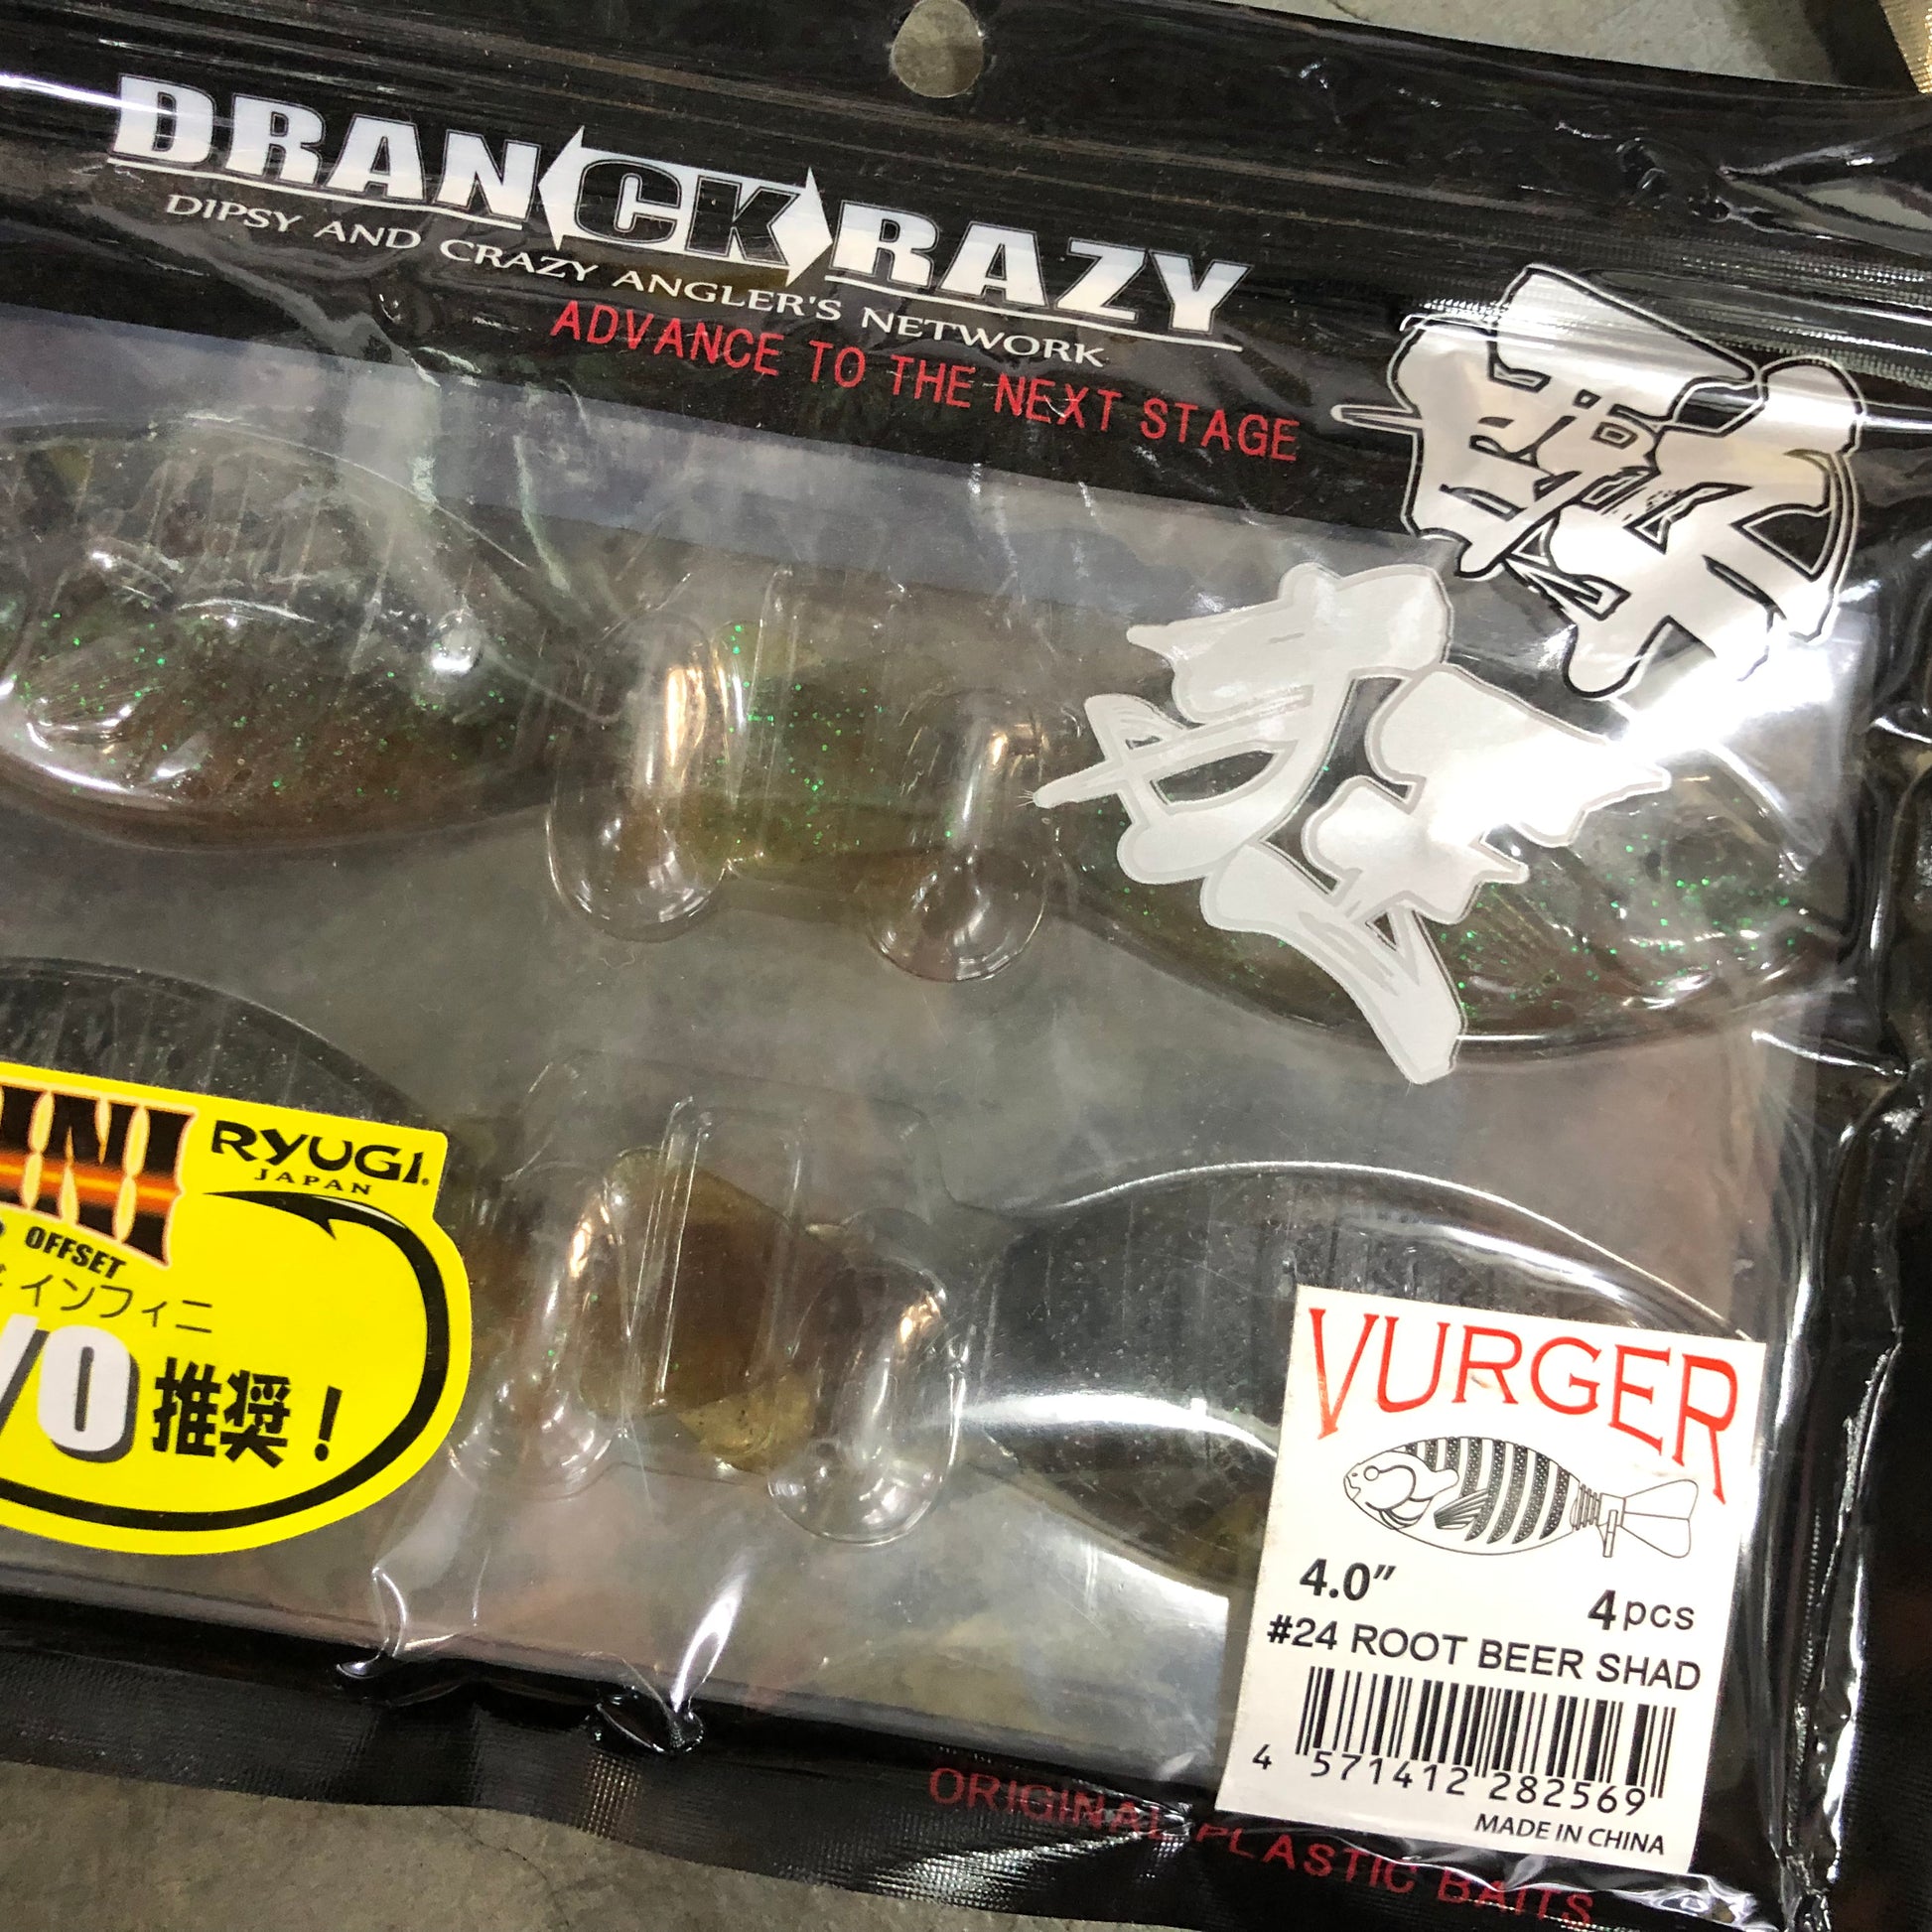 DRANCKRAZY
DIPSY AND CRAZY ANGLER'S NETWORK
ADVANCE TO THE NEXT STAGE
RYUGI
JAPAN
OFFSET
インフィニ
/0 推奨!
VURGER
4.0" 4pcs
#24 ROOT BEER SHAD
4 571412 282569
MADE IN CHINA
ORIGINAL PLASTIC BAITS